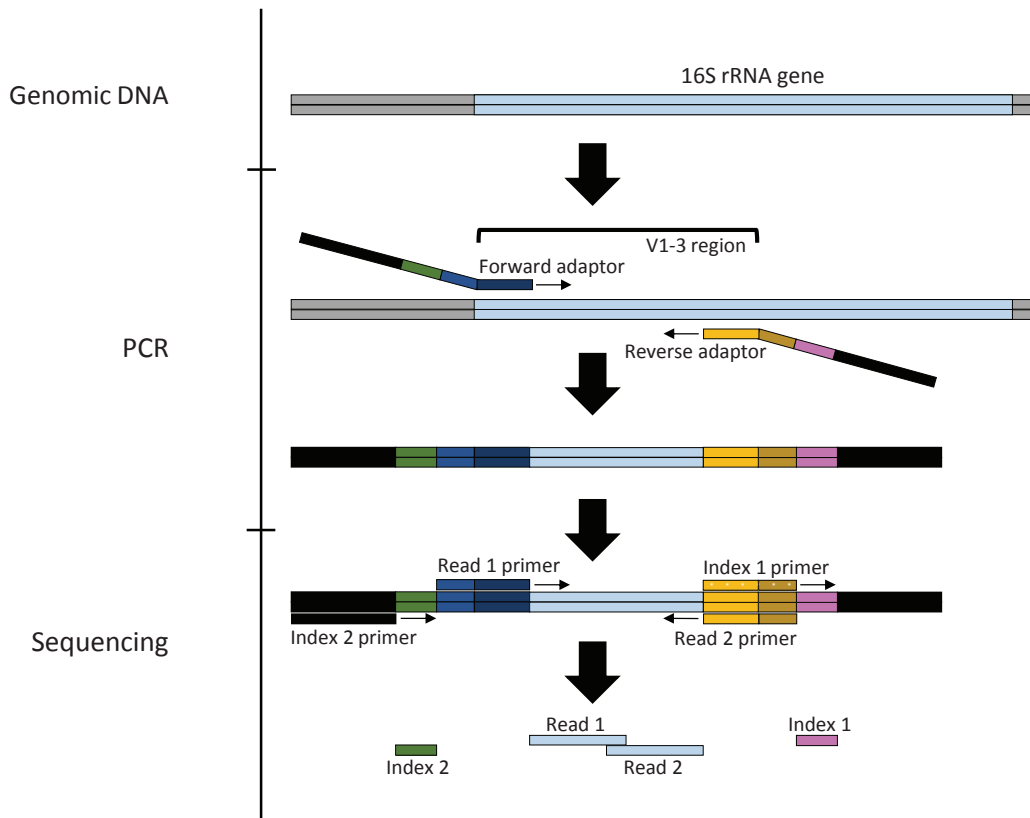 16S rRNA gene
Genomic DNA
V1-3 region
Forward adaptor
PCR
Reverse adaptor
Read 1 primer
Index 1 primer
Index 2 primer
Read 2 primer
Sequencing
Read 1
Index 1
Index 2
Read 2